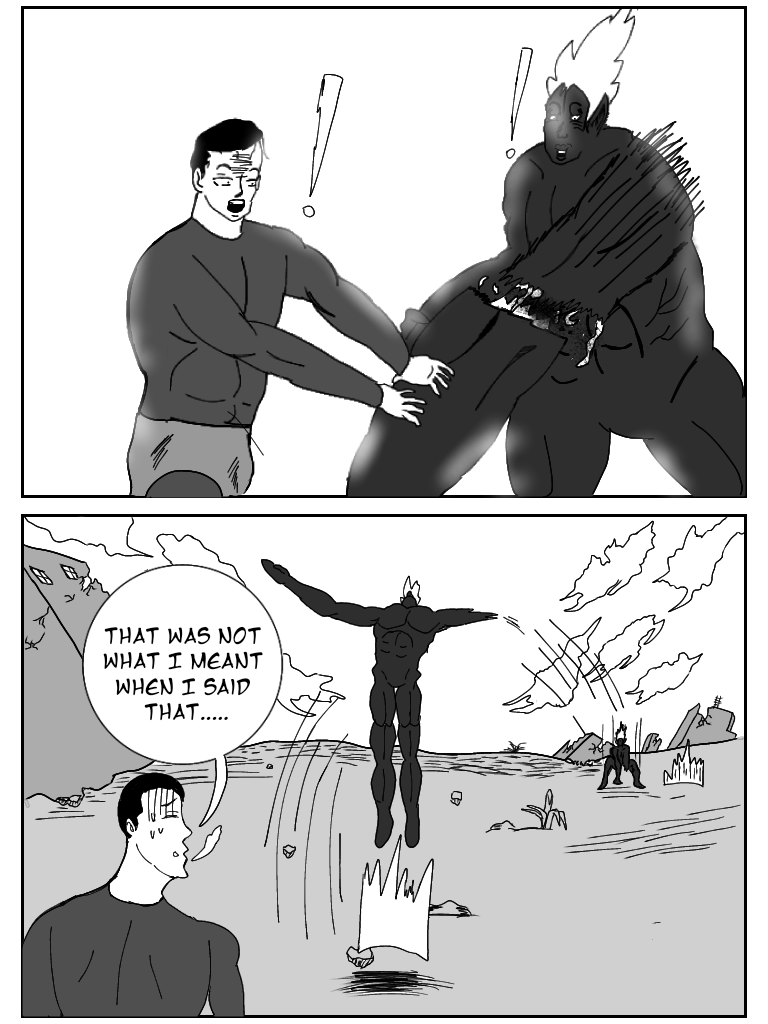 THAT WAS NOT
WHAT I MEANT
WHEN I SAID
THAT.....